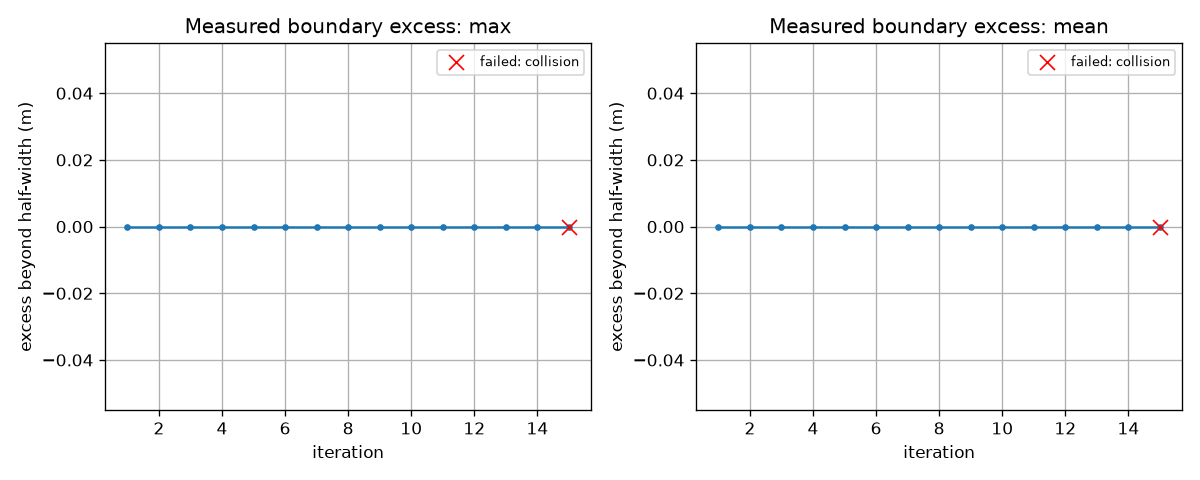 Measured boundary excess: max
failed: collision
excess beyond half-width (m)
0.04
0.02
0.00
−0.02
−0.04
2 4 6 8 10 12 14
iteration
Measured boundary excess: mean
failed: collision
excess beyond half-width (m)
0.04
0.02
0.00
−0.02
−0.04
2 4 6 8 10 12 14
iteration